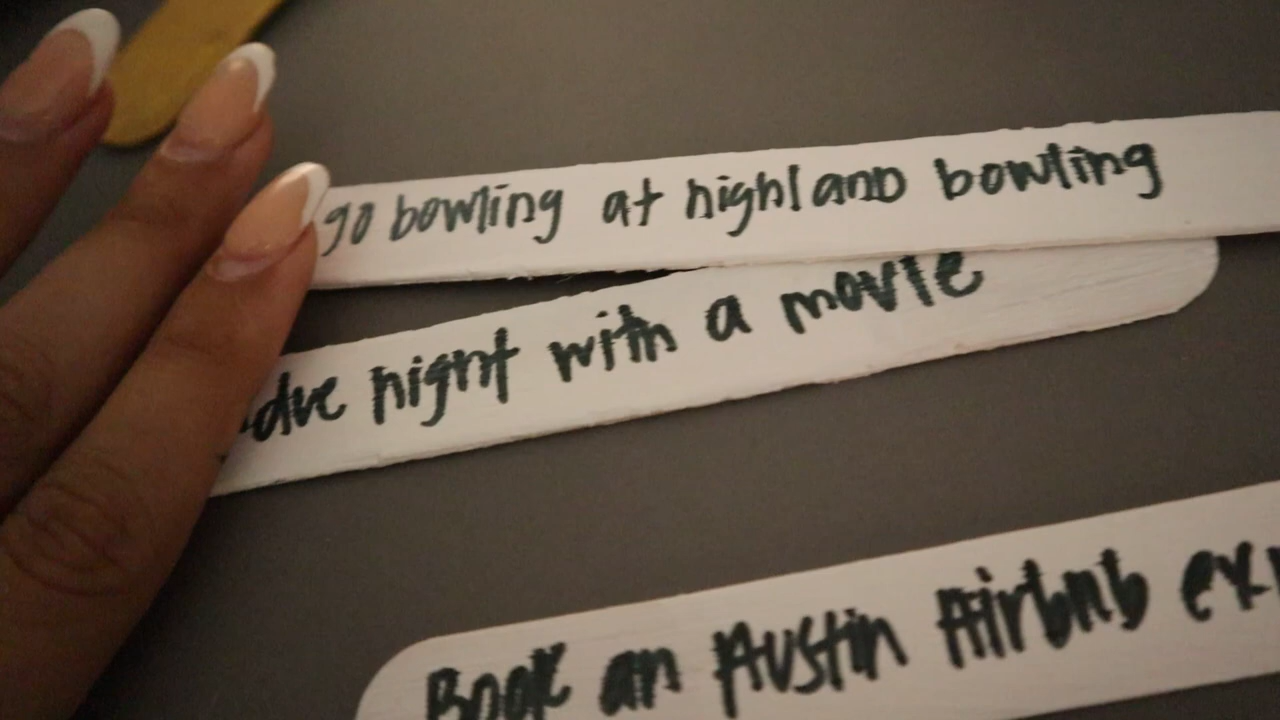 go bowling at highland bowling
night with a movie
Book an Austin Airbnb